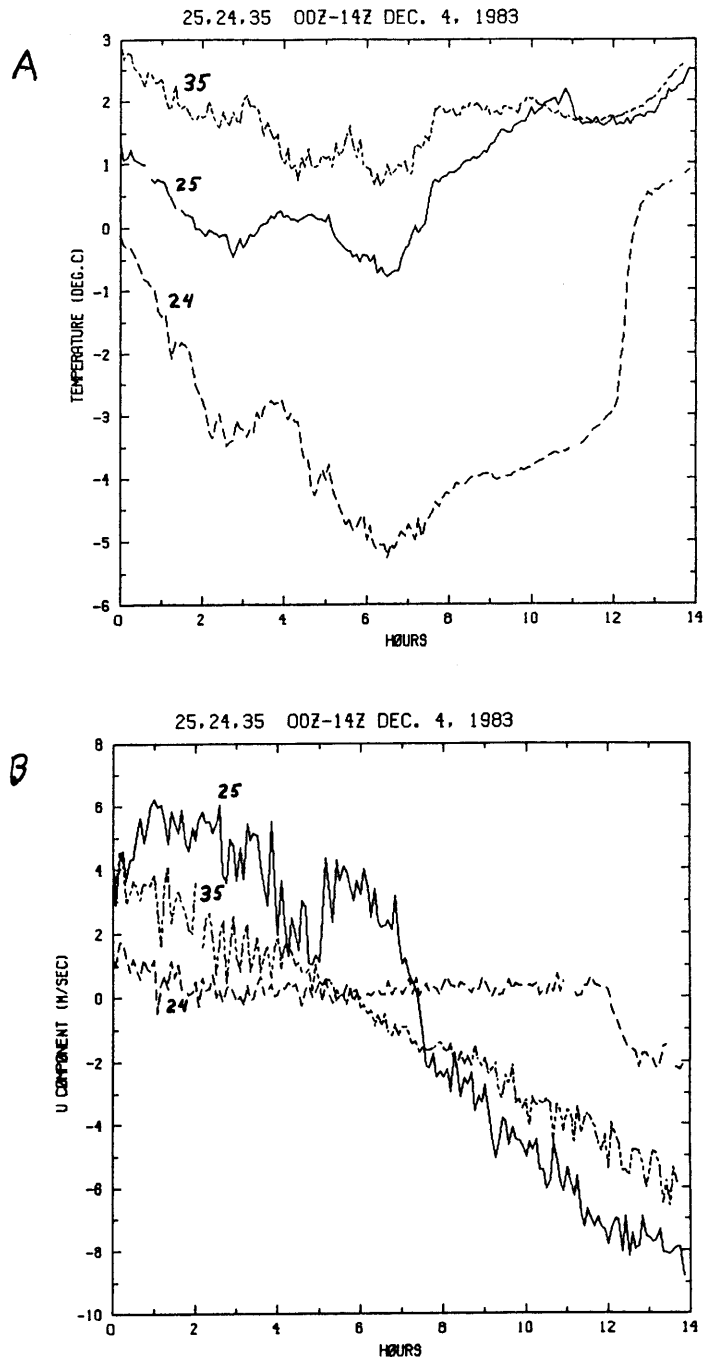 25,24,35 00Z-14Z DEC. 4, 1983
A
3
2
1
0
-1
-2
-3
-4
-5
-6
TEMPERATURE (DEG.C)
35
25
24
0 2 4 6 8 10 12 14
HØURS
25,24,35 00Z-14Z DEC. 4, 1983
B
8
6
4
2
0
-2
-4
-6
-8
-10
U CØMPØNENT (M/SEC)
25
35
24
0 2 4 6 8 10 12 14
HØURS